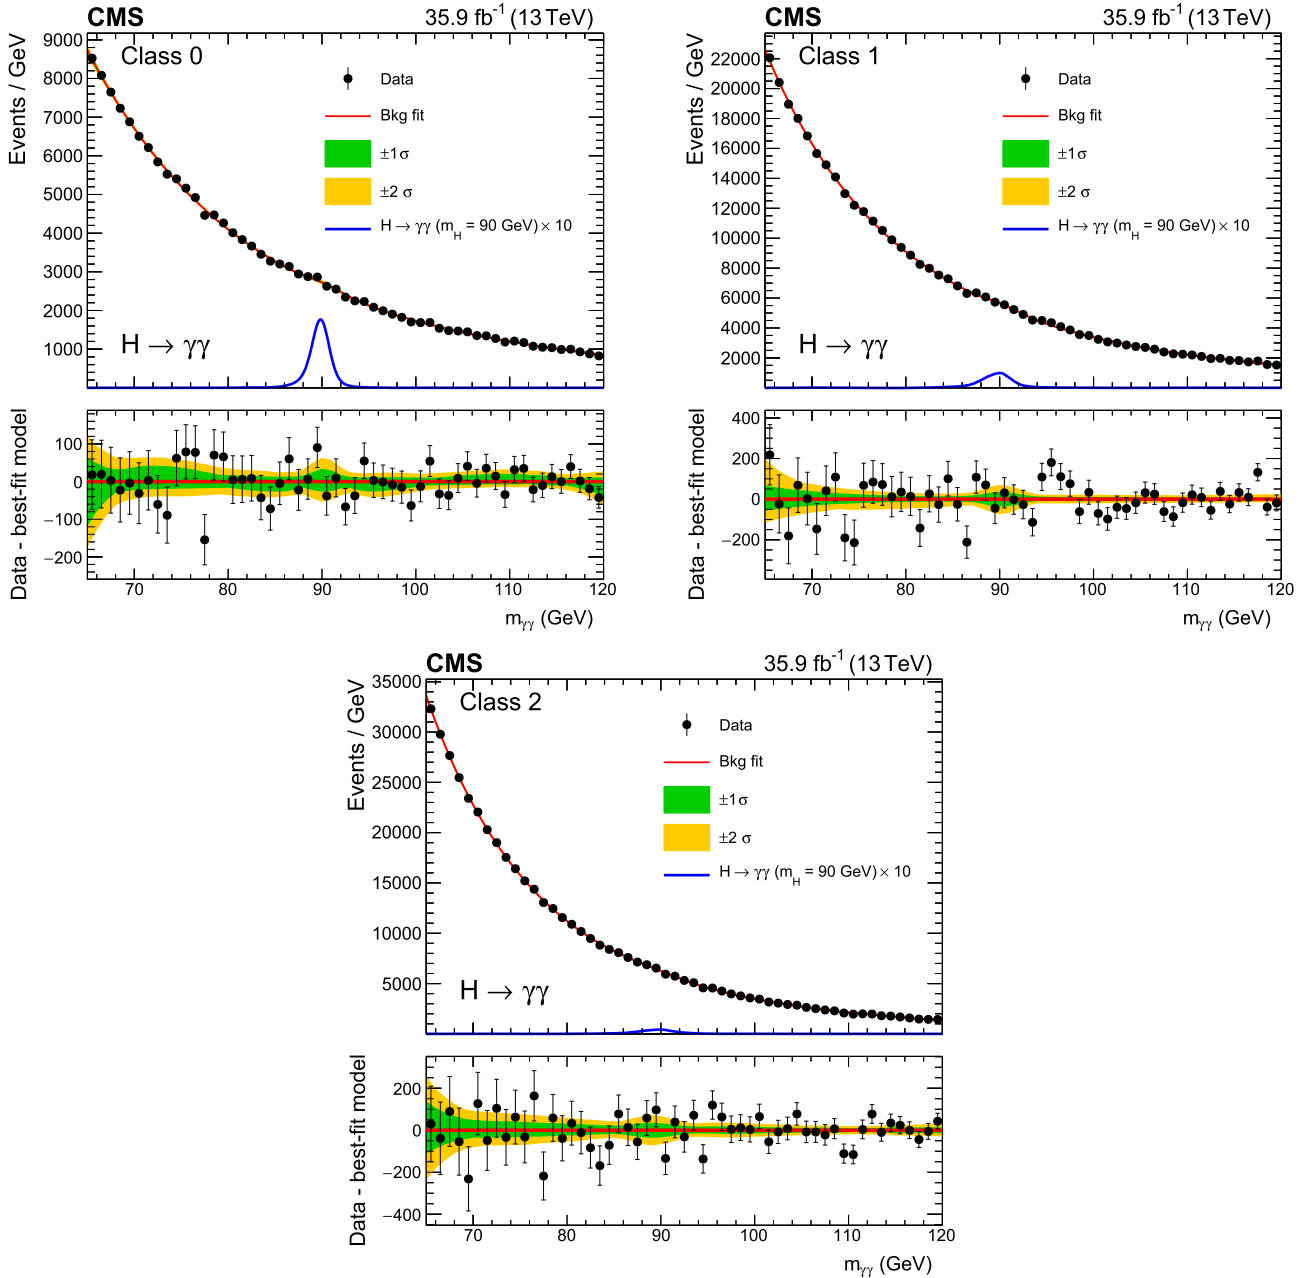 CMS 35.9 fb⁻¹ (13 TeV)
Class 0
Events / GeV
9000
8000
7000
6000
5000
4000
3000
2000
1000
Data
Bkg fit
±1σ
±2 σ
H → γγ (m_H = 90 GeV) × 10
H → γγ
Data - best-fit model
100
0
−100
−200
70 80 90 100 110 120
m_γγ (GeV)
CMS 35.9 fb⁻¹ (13 TeV)
Class 1
Events / GeV
22000
20000
18000
16000
14000
12000
10000
8000
6000
4000
2000
Data
Bkg fit
±1σ
±2 σ
H → γγ (m_H = 90 GeV) × 10
H → γγ
Data - best-fit model
400
200
0
−200
70 80 90 100 110 120
m_γγ (GeV)
CMS 35.9 fb⁻¹ (13 TeV)
Class 2
Events / GeV
35000
30000
25000
20000
15000
10000
5000
Data
Bkg fit
±1σ
±2 σ
H → γγ (m_H = 90 GeV) × 10
H → γγ
Data - best-fit model
200
0
−200
−400
70 80 90 100 110 120
m_γγ (GeV)